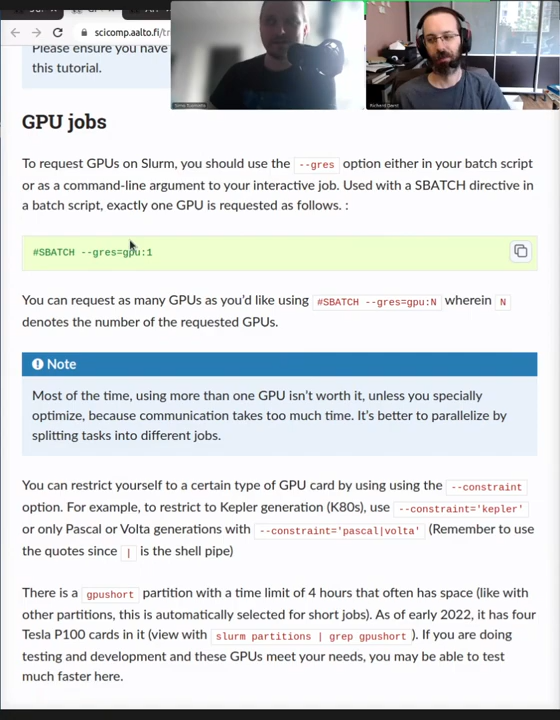 scicomp.aalto.fi/tr
Please ensure you have
this tutorial.
Richard Darst
GPU jobs
To request GPUs on Slurm, you should use the --gres option either in your batch script
or as a command-line argument to your interactive job. Used with a SBATCH directive in
a batch script, exactly one GPU is requested as follows. :
#SBATCH --gres=gpu:1
You can request as many GPUs as you'd like using #SBATCH --gres=gpu:N wherein N
denotes the number of the requested GPUs.
Note
Most of the time, using more than one GPU isn't worth it, unless you specially
optimize, because communication takes too much time. It's better to parallelize by
splitting tasks into different jobs.
You can restrict yourself to a certain type of GPU card by using using the --constraint
option. For example, to restrict to Kepler generation (K80s), use --constraint='kepler'
or only Pascal or Volta generations with --constraint='pascal|volta' (Remember to use
the quotes since | is the shell pipe)
There is a gpushort partition with a time limit of 4 hours that often has space (like with
other partitions, this is automatically selected for short jobs). As of early 2022, it has four
Tesla P100 cards in it (view with slurm partitions | grep gpushort ). If you are doing
testing and development and these GPUs meet your needs, you may be able to test
much faster here.